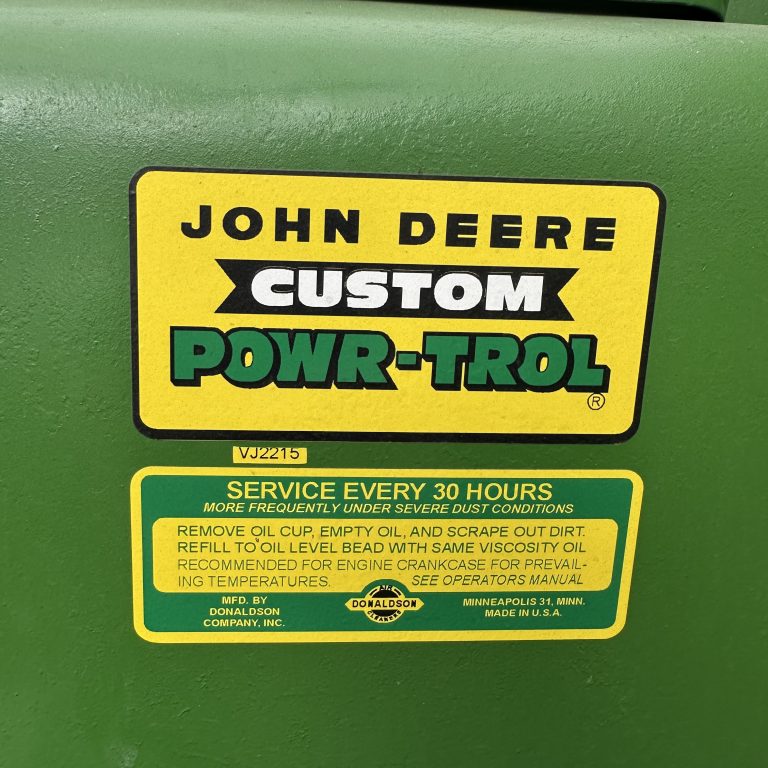 JOHN DEERE
CUSTOM
POWR-TROL
®
VJ2215
SERVICE EVERY 30 HOURS
MORE FREQUENTLY UNDER SEVERE DUST CONDITIONS
REMOVE OIL CUP, EMPTY OIL, AND SCRAPE OUT DIRT.
REFILL TO OIL LEVEL BEAD WITH SAME VISCOSITY OIL
RECOMMENDED FOR ENGINE CRANKCASE FOR PREVAIL-
ING TEMPERATURES. SEE OPERATORS MANUAL
MFD. BY
DONALDSON
COMPANY, INC.
AIR
DONALDSON
CLEANERS
MINNEAPOLIS 31, MINN.
MADE IN U.S.A.